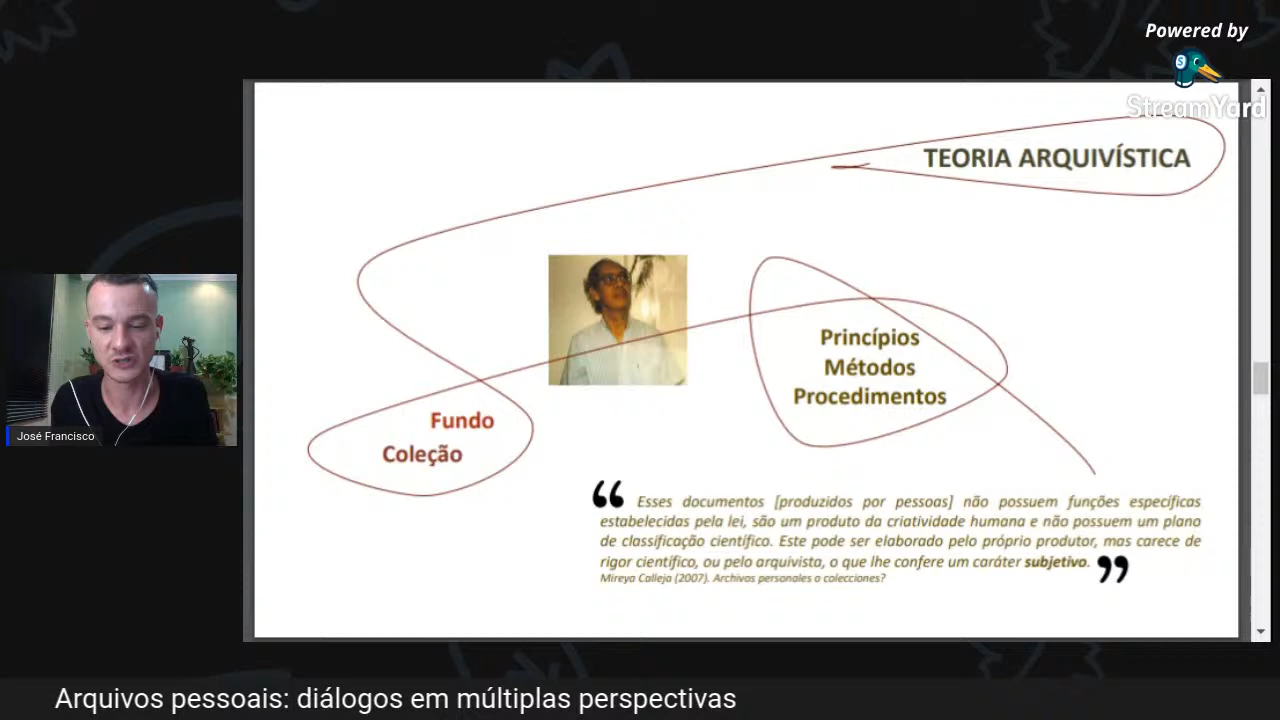 Powered by
StreamYard
TEORIA ARQUIVÍSTICA
Princípios
Métodos
Procedimentos
Fundo
Coleção
José Francisco
“ Esses documentos [produzidos por pessoas] não possuem funções específicas
estabelecidas pela lei, são um produto da criatividade humana e não possuem um plano
de classificação científico. Este pode ser elaborado pelo próprio produtor, mas carece de
rigor científico, ou pelo arquivista, o que lhe confere um caráter subjetivo. ”
Mireya Calleja (2007). Archivos personales o colecciones?
Arquivos pessoais: diálogos em múltiplas perspectivas